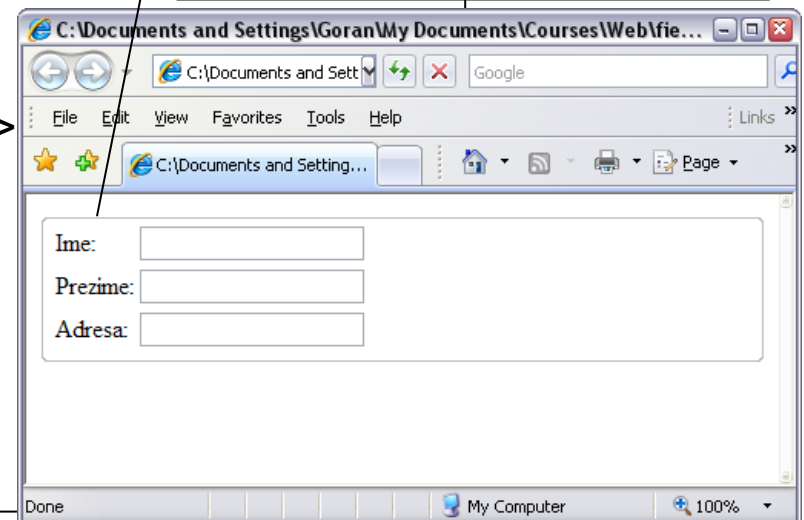 C:\Documents and Settings\Goran\My Documents\Courses\Web\fie...
C:\Documents and Sett Google
> File Edit View Favorites Tools Help Links »
C:\Documents and Setting... Page »
Ime:
Prezime:
Adresa:
Done My Computer 100%